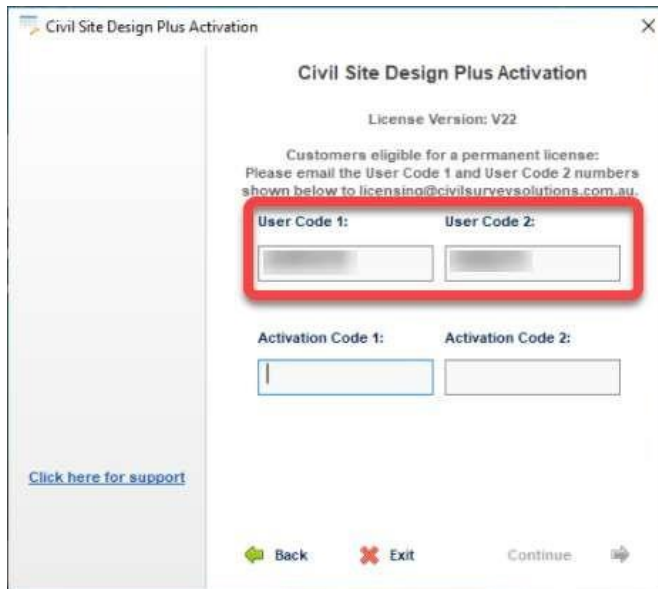 Civil Site Design Plus Activation
Civil Site Design Plus Activation
License Version: V22
Customers eligible for a permanent license:
Please email the User Code 1 and User Code 2 numbers
shown below to licensing@civilsurveysolutions.com.au.
User Code 1: User Code 2:
Activation Code 1: Activation Code 2:
Click here for support
Back Exit Continue